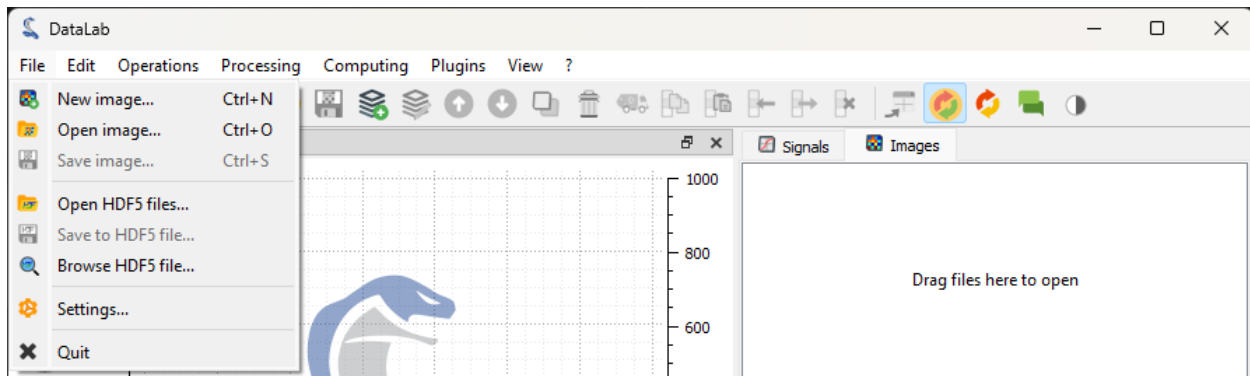 DataLab
File Edit Operations Processing Computing Plugins View ?
New image... Ctrl+N
Open image... Ctrl+O
Save image... Ctrl+S
Open HDF5 files...
Save to HDF5 file...
Browse HDF5 file...
Settings...
Quit
1000
800
600
Signals Images
Drag files here to open